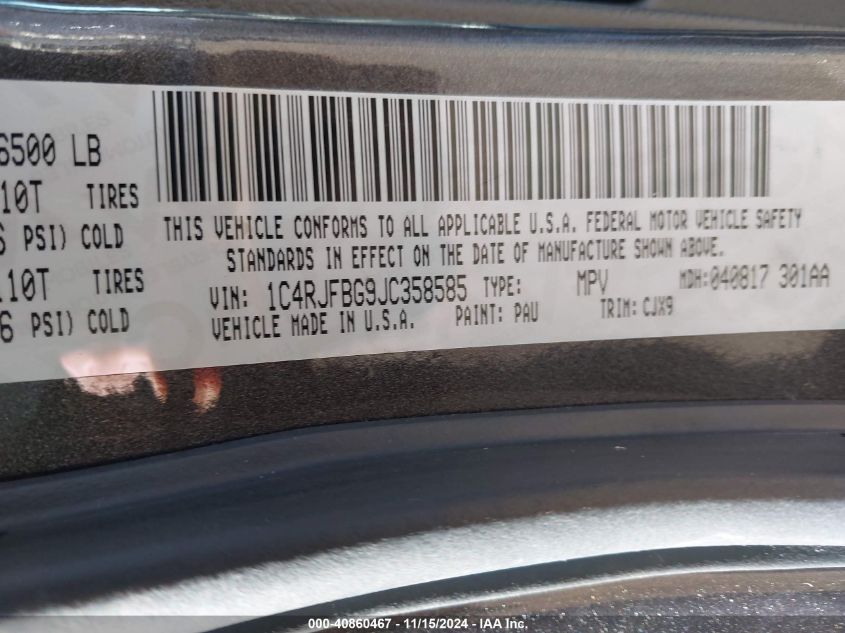 6500 LB
10T TIRES
PSI) COLD
110T TIRES
6 PSI) COLD
THIS VEHICLE CONFORMS TO ALL APPLICABLE U.S.A. FEDERAL MOTOR VEHICLE SAFETY
STANDARDS IN EFFECT ON THE DATE OF MANUFACTURE SHOWN ABOVE.
VIN: 1C4RJFBG9JC358585 TYPE: MPV MDH:040817 301AA
VEHICLE MADE IN U.S.A. PAINT: PAU TRIM: CJX9
000-40860467 - 11/15/2024 - IAA Inc.